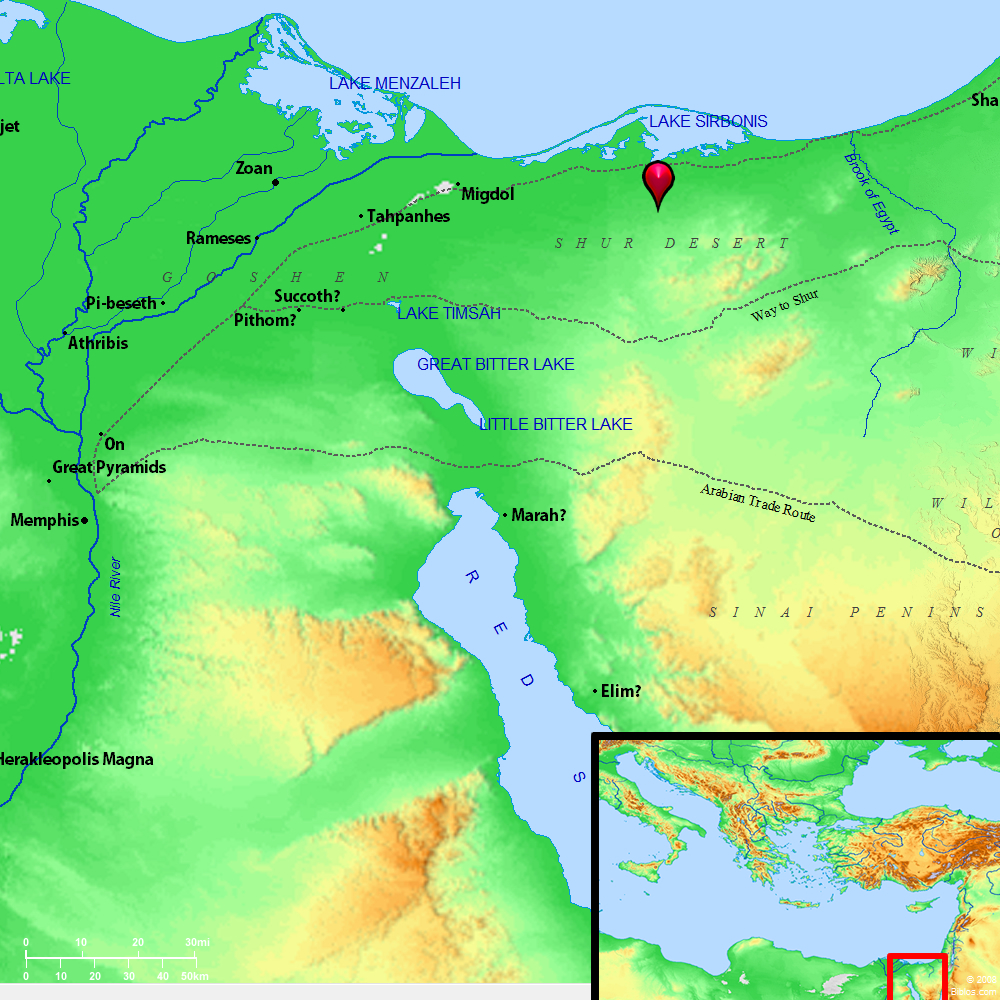 LTA LAKE
LAKE MENZALEH
Sha
jet
LAKE SIRBONIS
Zoan
Brook of Egypt
Migdol
Tahpanhes
Rameses
SHUR DESERT
GOSHEN
Pi-beseth
Succoth?
Way to Shur
LAKE TIMSAH
Pithom?
Athribis
WI
GREAT BITTER LAKE
LITTLE BITTER LAKE
On
Great Pyramids
Arabian Trade Route
WIL
O
Memphis
Marah?
Nile River
RED S
SINAI PENINS
Elim?
Herakleopolis Magna
0 10 20 30mi
0 10 20 30 40 50km